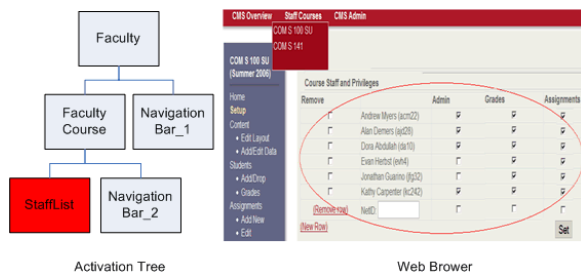 Faculty
Faculty
Course
Navigation
Bar_1
StaffList
Navigation
Bar_2
Activation Tree
CMS Overview Staff Courses CMS Admin
COM S 100 SU
COM S 141
COM S 100 SU
(Summer 2006)
Home
Setup
Content
• Edit Layout
• Add/Edit Data
Students
• Add/Drop
• Grades
Assignments
• Add New
• Edit
Course Staff and Privileges
Remove Admin Grades Assignments
Andrew Myers (acm22)
Alan Demers (ajd28)
Dora Abdullah (dx10)
Evan Herbst (evh4)
Jonathan Guarino (jfg32)
Kathy Carpenter (kc242)
(Remove row) NetID:
(New Row)
Set
Web Brower